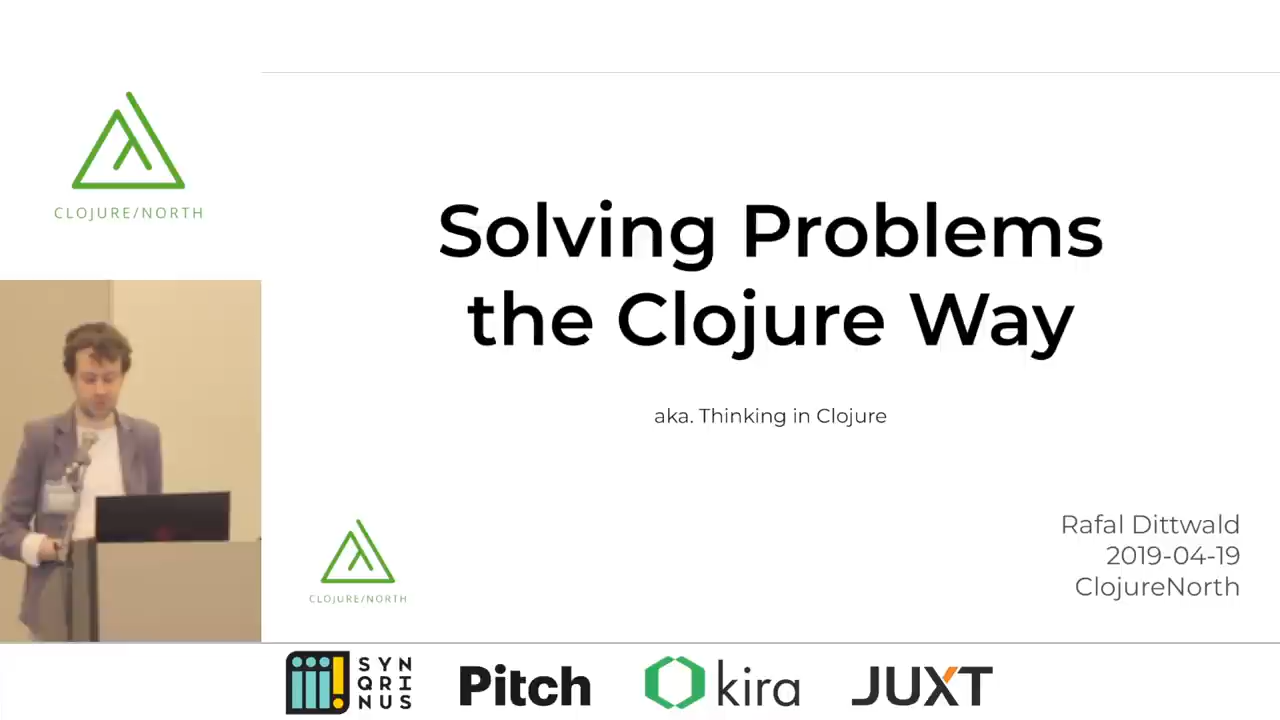 CLOJURE/NORTH
Solving Problems
the Clojure Way
aka. Thinking in Clojure
Rafal Dittwald
2019-04-19
ClojureNorth
CLOJURE/NORTH
SYN
QRI
NUS
Pitch
kira
JUXT